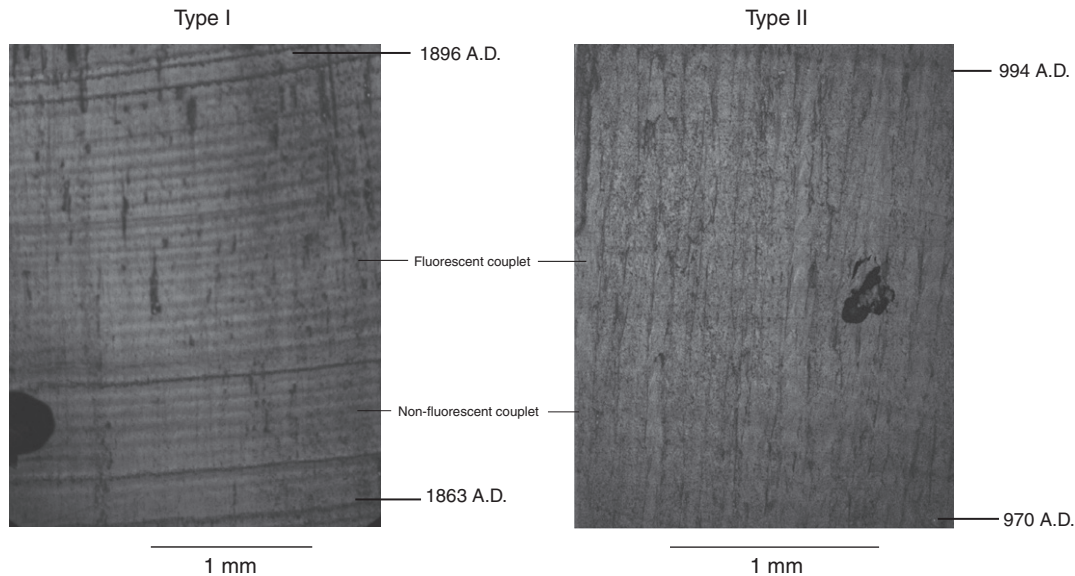 Type I
Type II
1896 A.D.
994 A.D.
Fluorescent couplet
Non-fluorescent couplet
1863 A.D.
970 A.D.
1 mm
1 mm